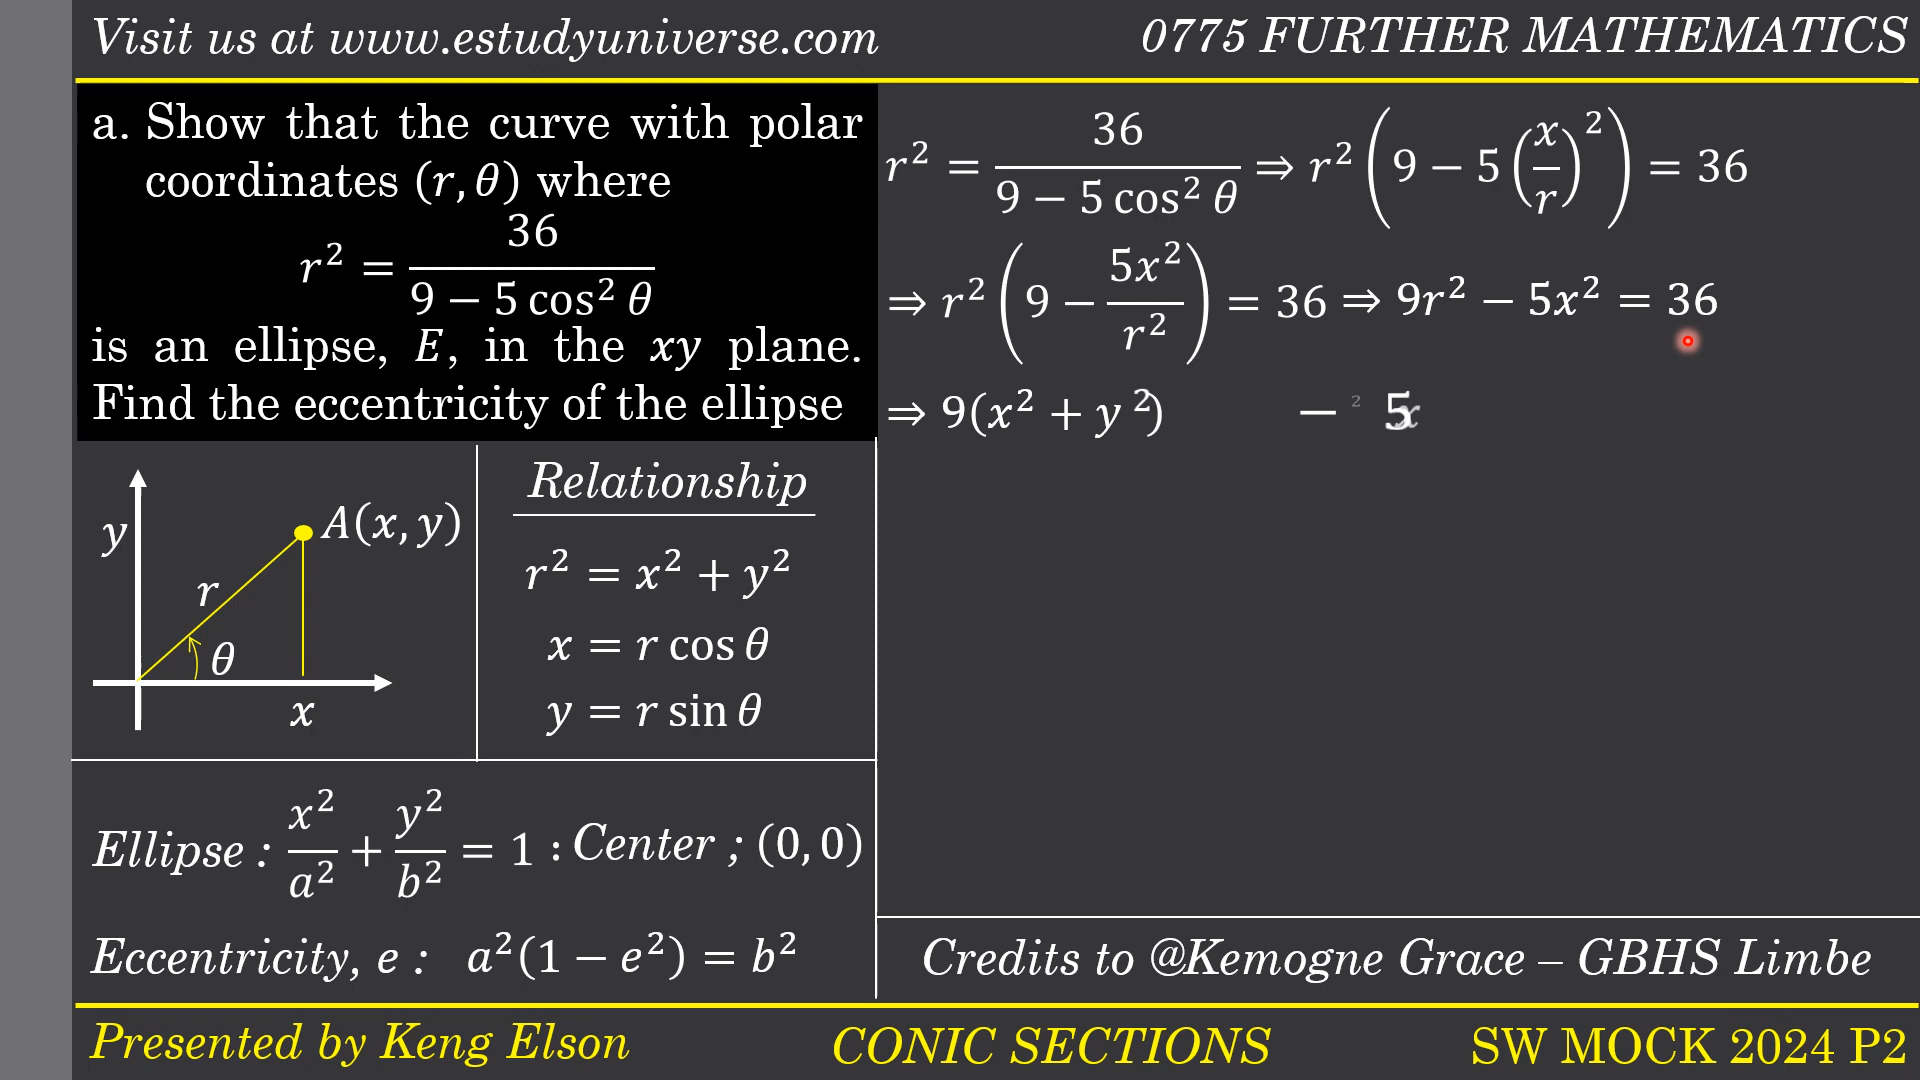 Visit us at www.estudyuniverse.com
0775 FURTHER MATHEMATICS
a. Show that the curve with polar
coordinates (r, θ) where
r² = 36 / (9 − 5 cos² θ)
is an ellipse, E, in the xy plane.
Find the eccentricity of the ellipse
y
A(x, y)
r
θ
x
Relationship
r² = x² + y²
x = r cos θ
y = r sin θ
Ellipse : x²/a² + y²/b² = 1 : Center ; (0, 0)
Eccentricity, e : a²(1 − e²) = b²
r² = 36 / (9 − 5 cos² θ) ⇒ r² (9 − 5 (x/r)²) = 36
⇒ r² (9 − 5x²/r²) = 36 ⇒ 9r² − 5x² = 36
⇒ 9(x² + y²) − 5x²
Credits to @Kemogne Grace – GBHS Limbe
Presented by Keng Elson
CONIC SECTIONS
SW MOCK 2024 P2